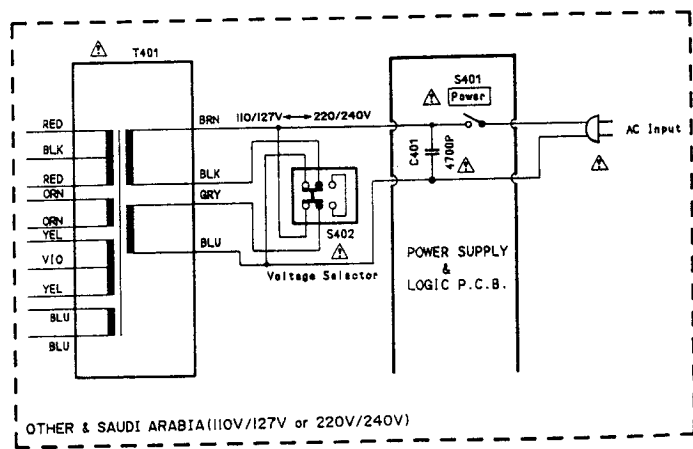 T401
S401
Power
RED
BLK
RED
ORN
ORN
YEL
VIO
YEL
BLU
BLU
BRN
110/127V ↔ 220/240V
BLK
GRY
BLU
S402
Voltage Selector
C401
4700P
AC Input
POWER SUPPLY
&
LOGIC P.C.B.
OTHER & SAUDI ARABIA(110V/127V or 220V/240V)